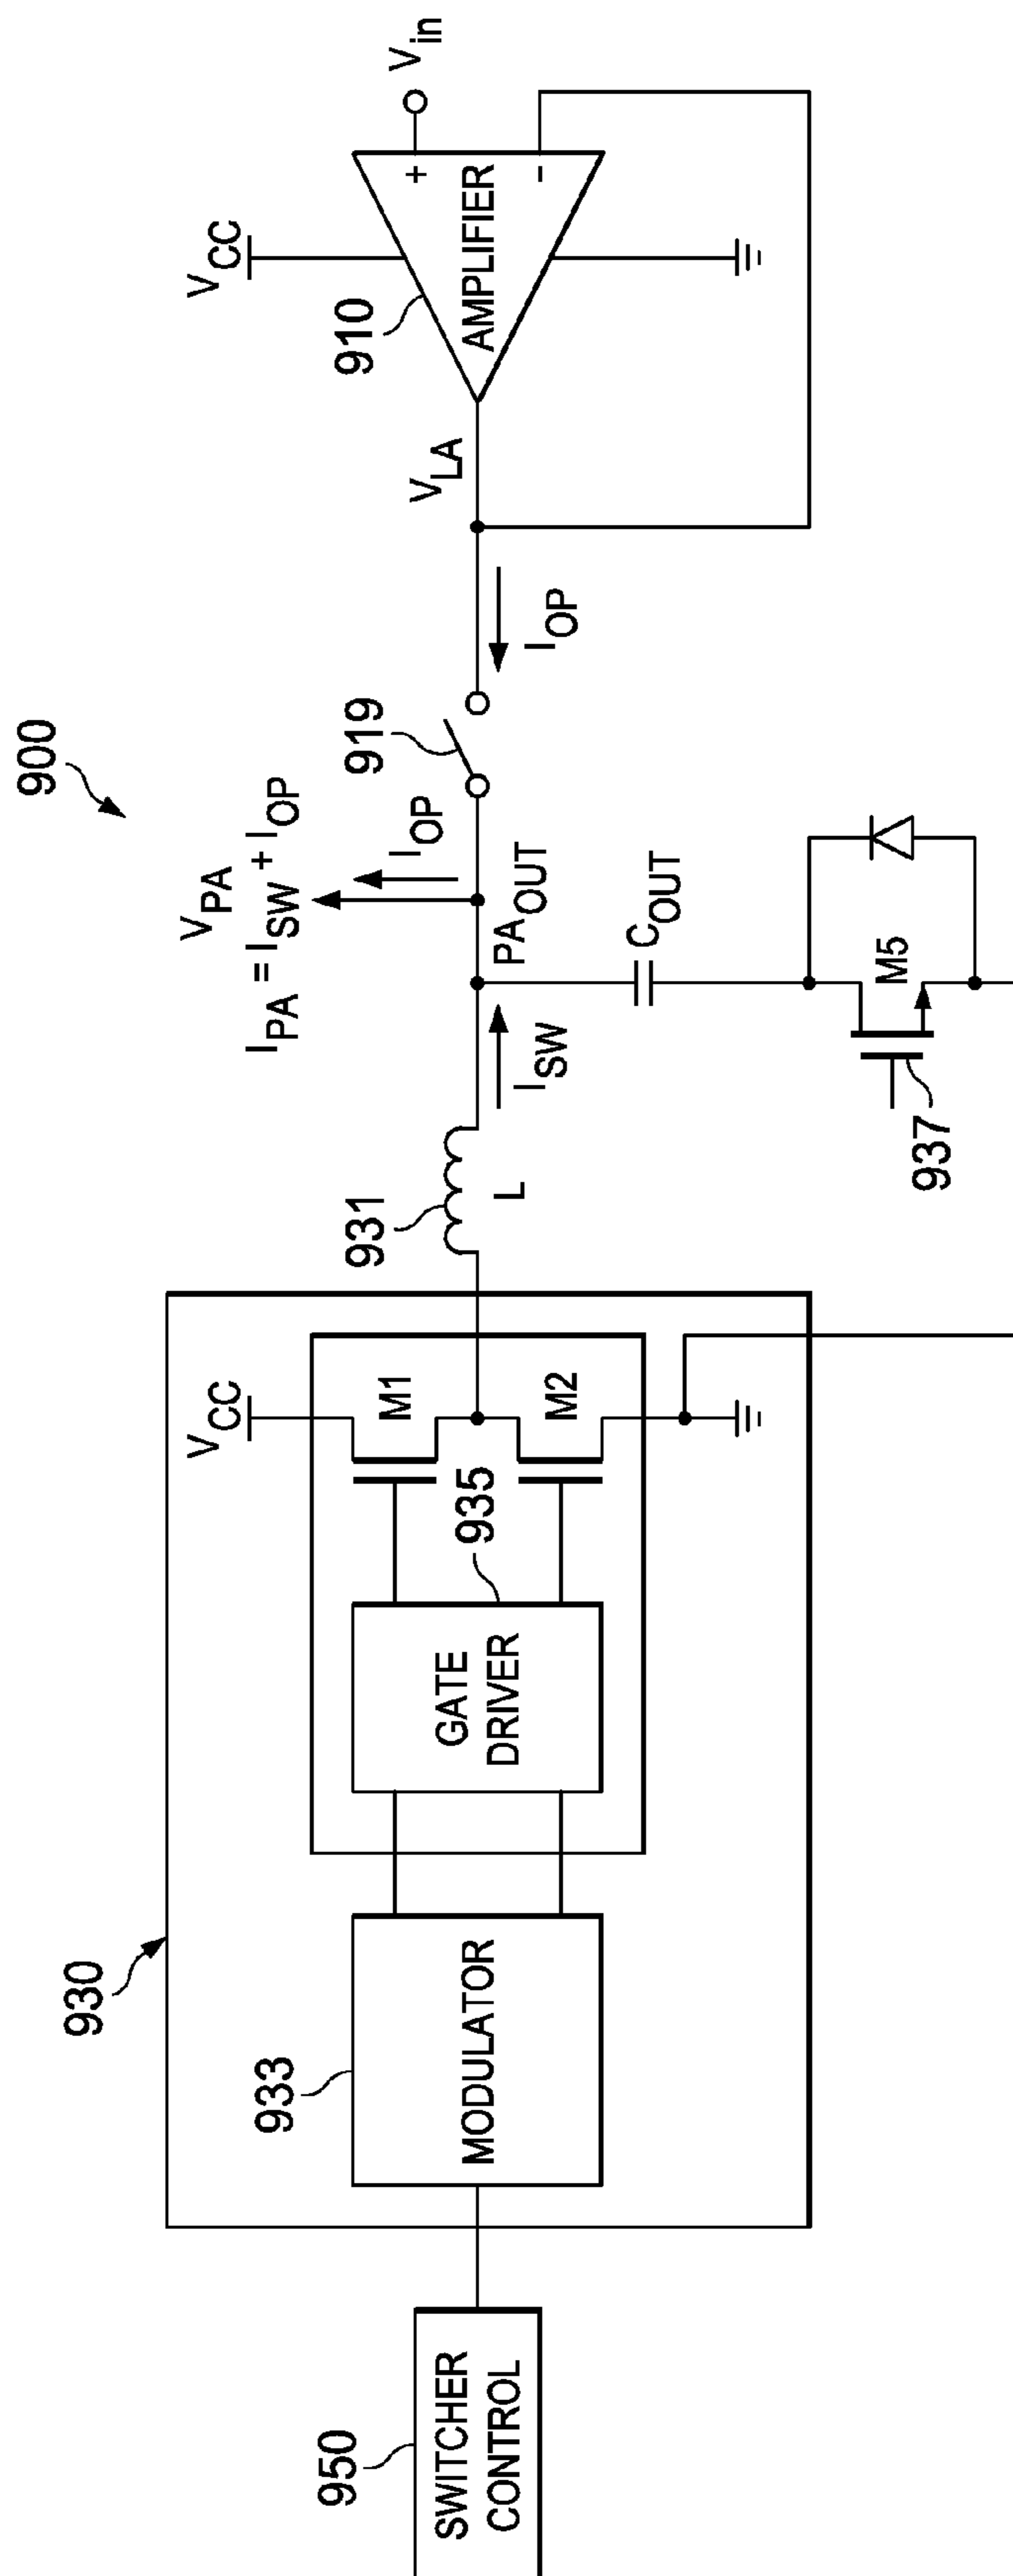 900
950
SWITCHER
CONTROL
930
933
MODULATOR
GATE
DRIVER
935
V_CC
M1
M2
931
L
I_SW
V_PA
I_PA = I_SW + I_OP
I_OP
PA_OUT
C_OUT
M5
937
919
I_OP
V_LA
910
V_CC
AMPLIFIER
+
-
V_in